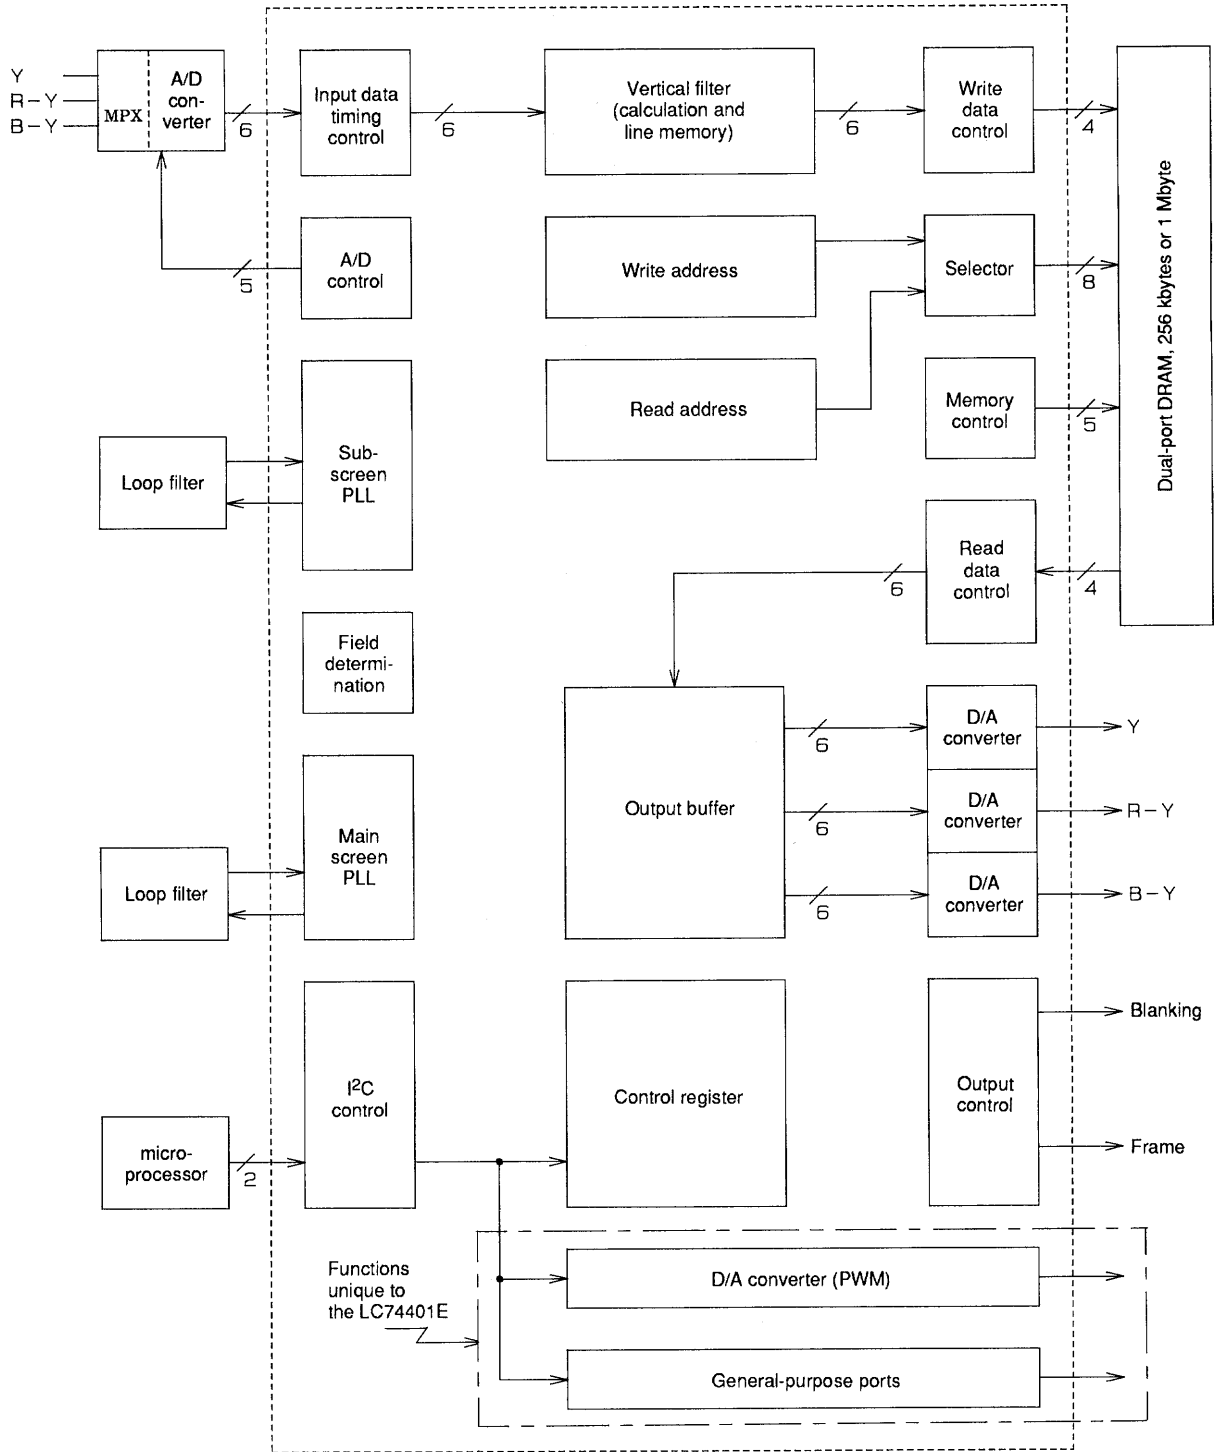 Y
R-Y
B-Y
MPX
A/D
con-
verter
6
Input data
timing
control
6
Vertical filter
(calculation and
line memory)
6
Write
data
control
4
Dual-port DRAM, 256 kbytes or 1 Mbyte
5
A/D
control
Write address
Selector
8
Read address
Memory
control
5
Loop filter
Sub-
screen
PLL
Read
data
control
6
4
Field
determi-
nation
Output buffer
6
D/A
converter
Y
6
D/A
converter
R-Y
6
D/A
converter
B-Y
Loop filter
Main
screen
PLL
micro-
processor
2
I²C
control
Control register
Output
control
Blanking
Frame
Functions
unique to
the LC74401E
D/A converter (PWM)
General-purpose ports